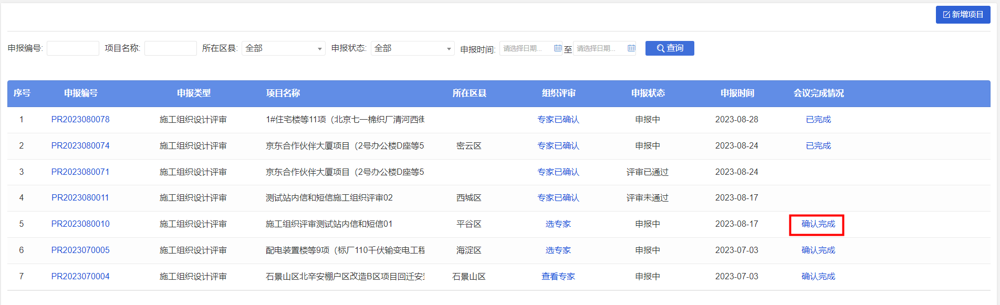 新增项目
申报编号: 项目名称: 所在区县: 全部 申报状态: 全部 申报时间: 请选择日期... 至 请选择日期... 查询
序号 申报编号 申报类型 项目名称 所在区县 组织评审 申报状态 申报时间 会议完成情况
1 PR2023080078 施工组织设计评审 1#住宅楼等11项（北京七一棉织厂清河西街 专家已确认 申报中 2023-08-28 已完成
2 PR2023080074 施工组织设计评审 京东合作伙伴大厦项目（2号办公楼D座等5 密云区 专家已确认 申报中 2023-08-24 已完成
3 PR2023080071 施工组织设计评审 京东合作伙伴大厦项目（2号办公楼D座等5 专家已确认 评审已通过 2023-08-24
4 PR2023080011 施工组织设计评审 测试站内信和短信施工组织评审02 西城区 专家已确认 评审未通过 2023-08-17
5 PR2023080010 施工组织设计评审 施工组织评审测试站内信和短信01 平谷区 选专家 申报中 2023-08-17 确认完成
6 PR2023070005 施工组织设计评审 配电装置楼等9项（标厂110千伏输变电工程 海淀区 选专家 申报中 2023-07-03 确认完成
7 PR2023070004 施工组织设计评审 石景山区北辛安棚户区改造B区项目回迁安 石景山区 查看专家 申报中 2023-07-03 确认完成